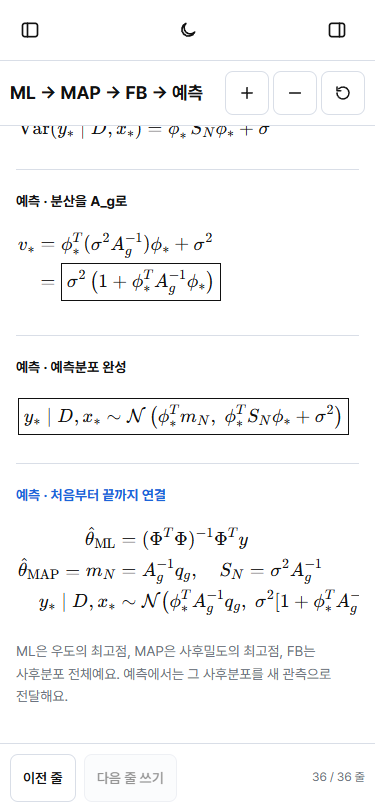 ML → MAP → FB → 예측
+
−
Var(y_* | D, x_*) = ϕ_*^T S_N ϕ_* + σ
예측 · 분산을 A_g로
v_* = ϕ_*^T(σ^2 A_g^{-1})ϕ_* + σ^2
= σ^2 (1 + ϕ_*^T A_g^{-1} ϕ_*)
예측 · 예측분포 완성
y_* | D, x_* ∼ 𝒩 (ϕ_*^T m_N, ϕ_*^T S_N ϕ_* + σ^2)
예측 · 처음부터 끝까지 연결
θ̂_ML = (Φ^T Φ)^{-1} Φ^T y
θ̂_MAP = m_N = A_g^{-1} q_g, S_N = σ^2 A_g^{-1}
y_* | D, x_* ∼ 𝒩(ϕ_*^T A_g^{-1} q_g, σ^2[1 + ϕ_*^T A_g^-
ML은 우도의 최고점, MAP은 사후밀도의 최고점, FB는
사후분포 전체예요. 예측에서는 그 사후분포를 새 관측으로
전달해요.
이전 줄
다음 줄 쓰기
36 / 36 줄